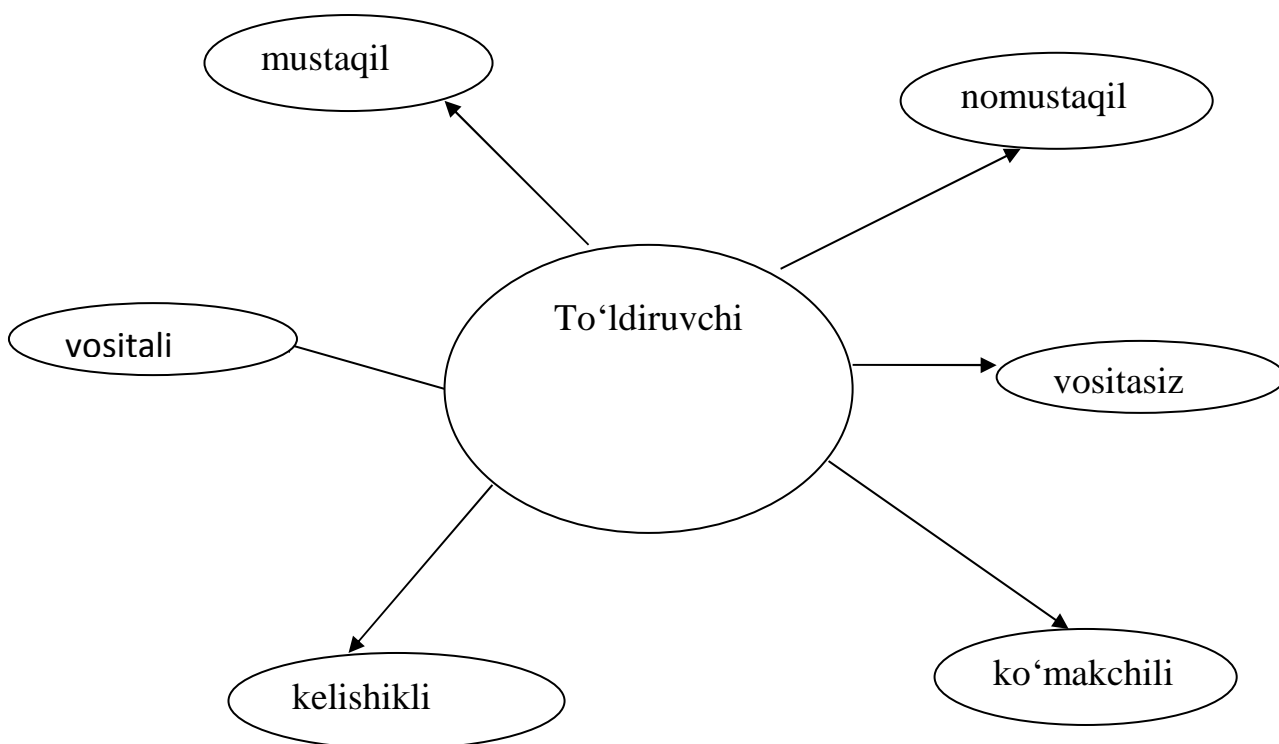 mustaqil
nomustaqil
To‘ldiruvchi
vositali
vositasiz
ko‘makchili
kelishikli